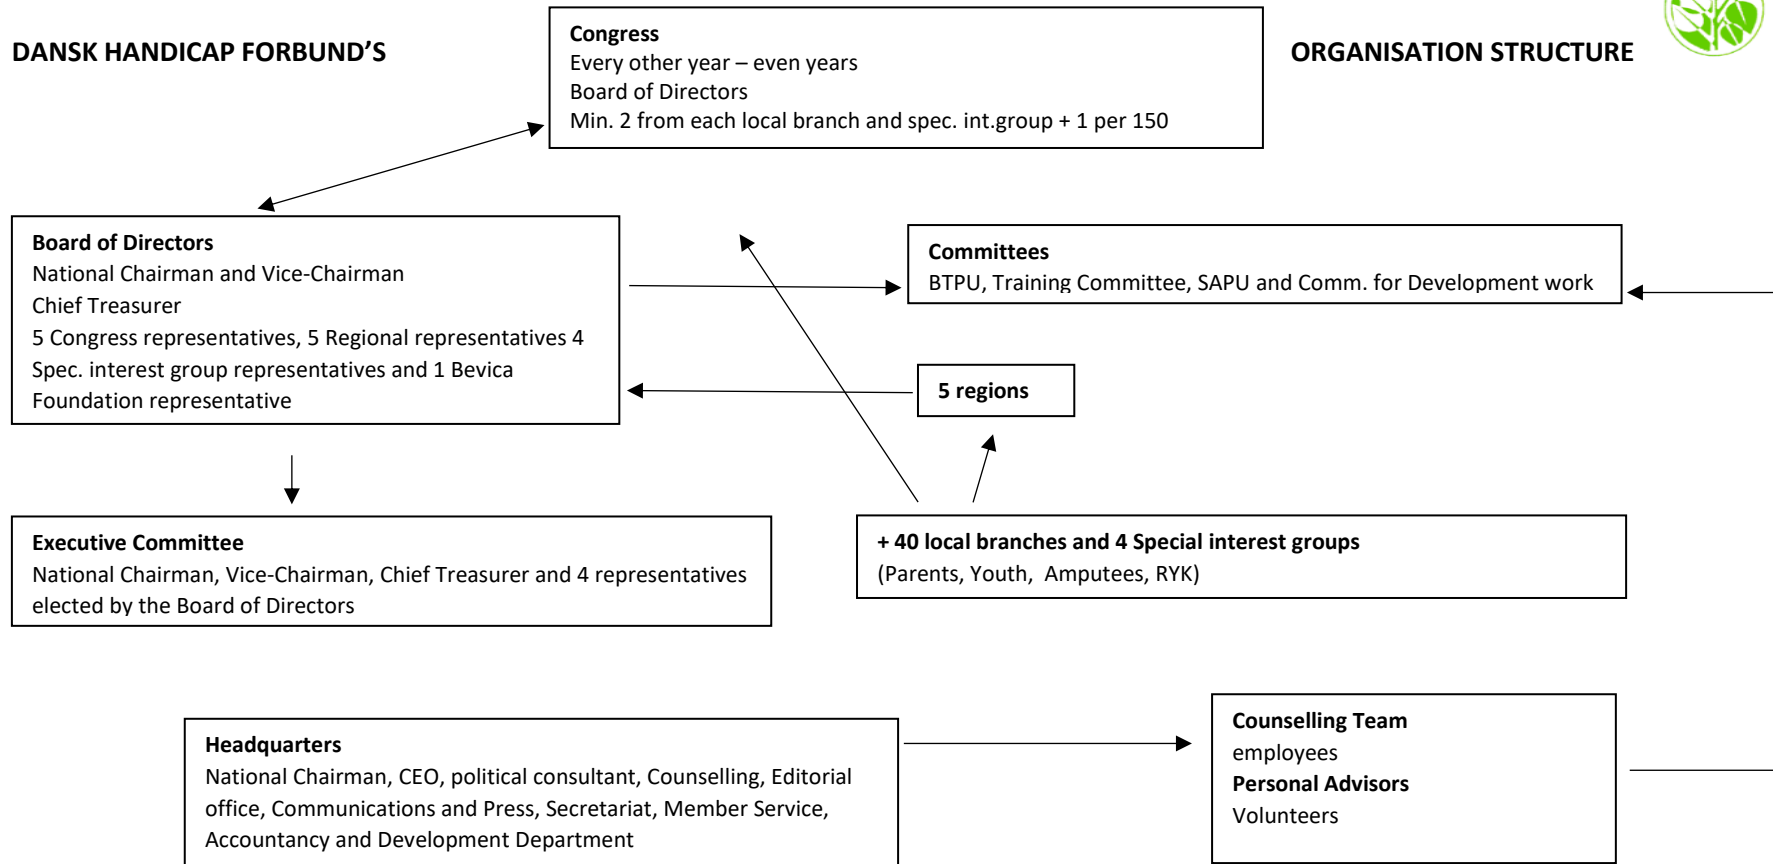 DANSK HANDICAP FORBUND’S
ORGANISATION STRUCTURE
Congress
Every other year – even years
Board of Directors
Min. 2 from each local branch and spec. int.group + 1 per 150
Board of Directors
National Chairman and Vice-Chairman
Chief Treasurer
5 Congress representatives, 5 Regional representatives 4
Spec. interest group representatives and 1 Bevica
Foundation representative
Committees
BTPU, Training Committee, SAPU and Comm. for Development work
5 regions
Executive Committee
National Chairman, Vice-Chairman, Chief Treasurer and 4 representatives
elected by the Board of Directors
+ 40 local branches and 4 Special interest groups
(Parents, Youth, Amputees, RYK)
Headquarters
National Chairman, CEO, political consultant, Counselling, Editorial
office, Communications and Press, Secretariat, Member Service,
Accountancy and Development Department
Counselling Team
employees
Personal Advisors
Volunteers